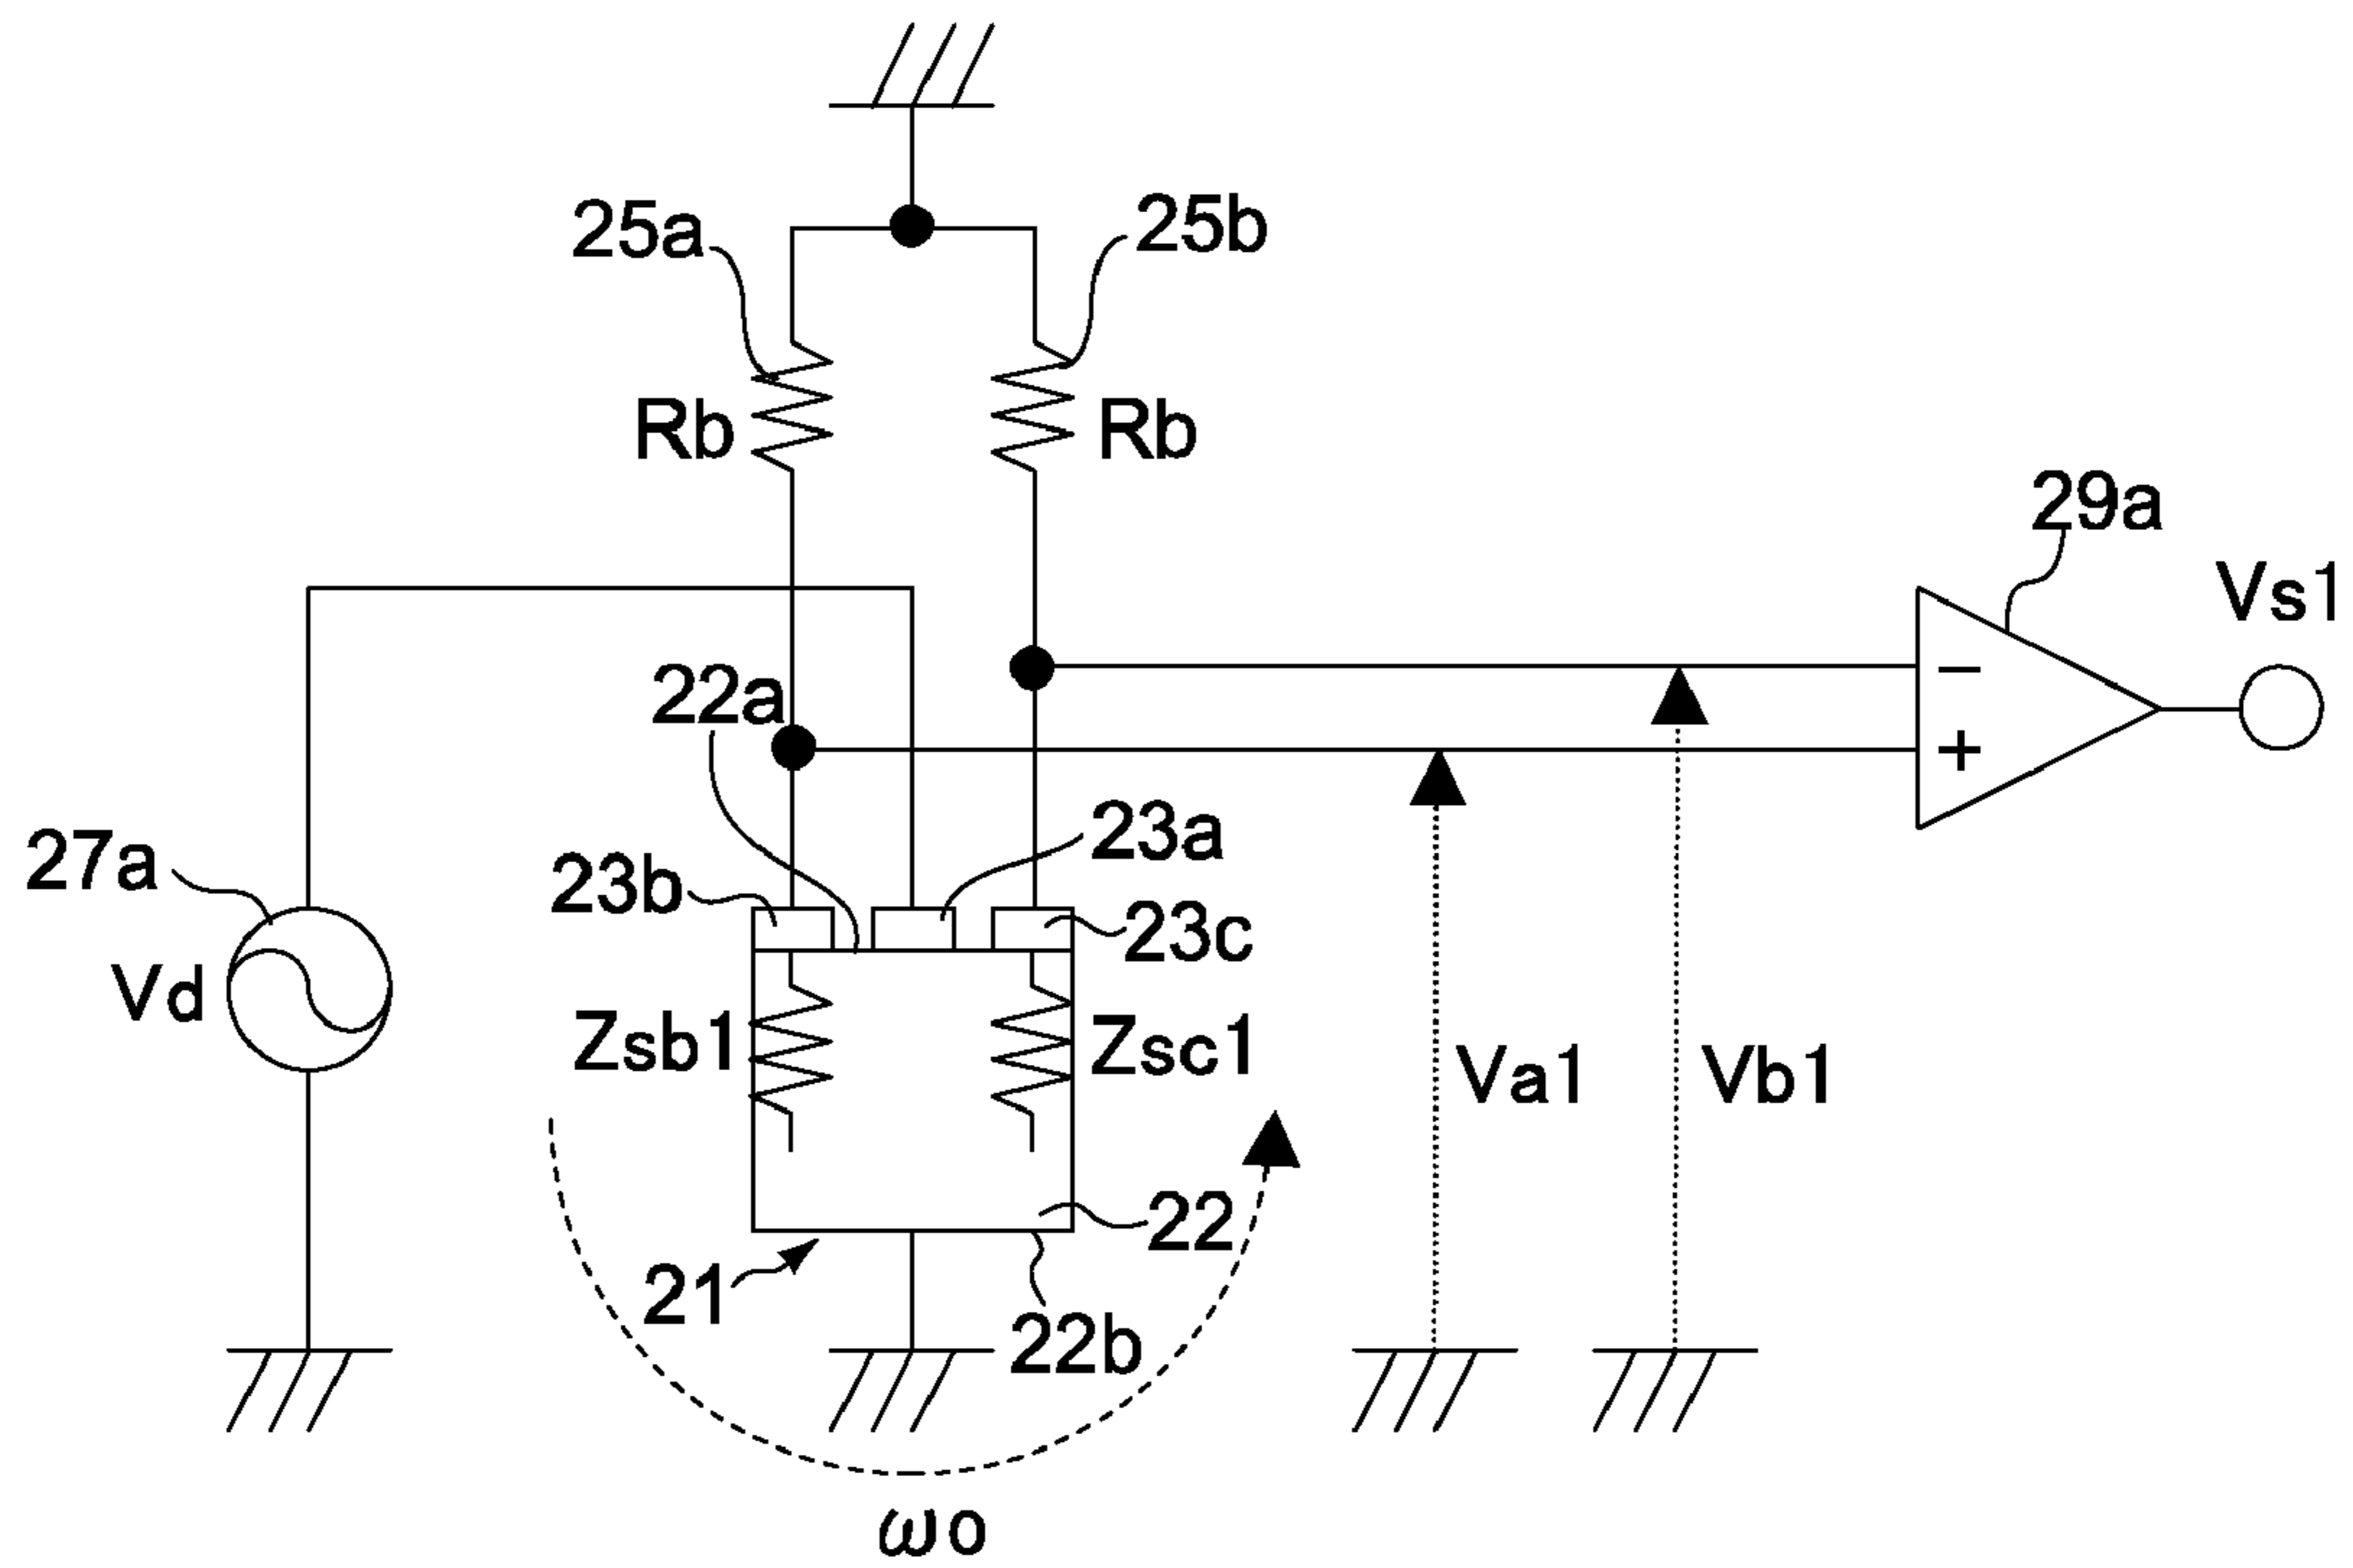 25a
25b
Rb
Rb
29a
Vs1
22a
−
+
23a
27a
23b
23c
Vd
Zsb1
Zsc1
Va1
Vb1
22
21
22b
ωo